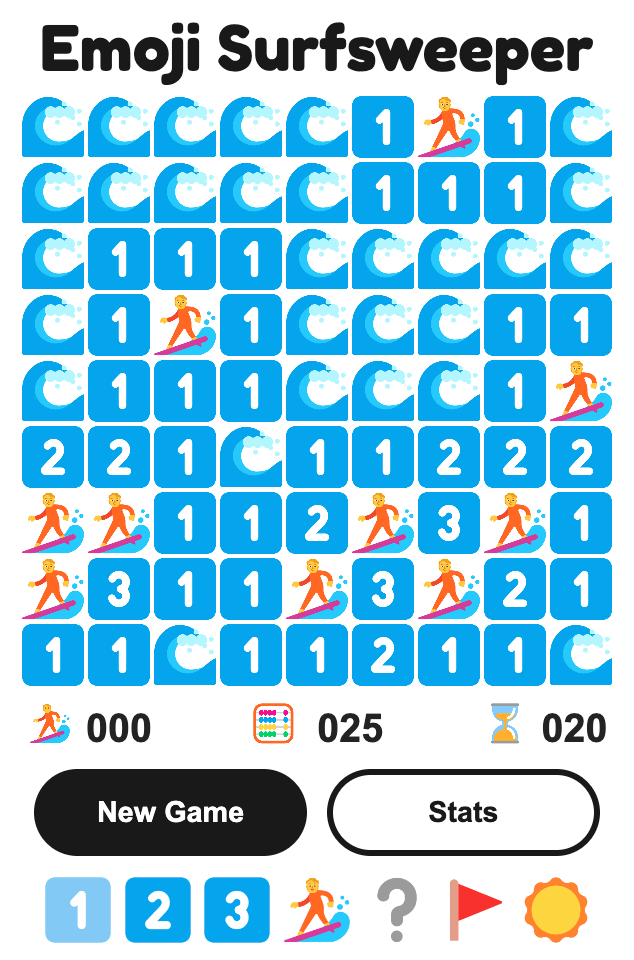 Emoji Surfsweeper
1 1
1 1 1
1 1 1
1 1 1 1
1 1 1 1
2 2 1 1 1 2 2 2
1 1 2 3 1
3 1 1 3 2 1
1 1 1 1 2 1 1
000 025 020
New Game Stats
1 2 3 ?